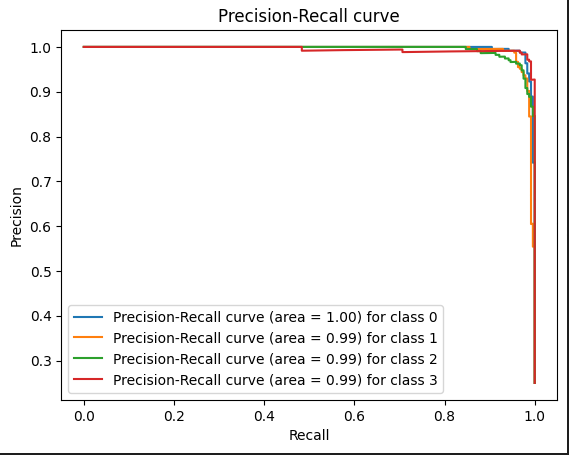 Precision-Recall curve
1.0
0.9
0.8
0.7
0.6
0.5
0.4
0.3
Precision
Precision-Recall curve (area = 1.00) for class 0
Precision-Recall curve (area = 0.99) for class 1
Precision-Recall curve (area = 0.99) for class 2
Precision-Recall curve (area = 0.99) for class 3
0.0 0.2 0.4 0.6 0.8 1.0
Recall